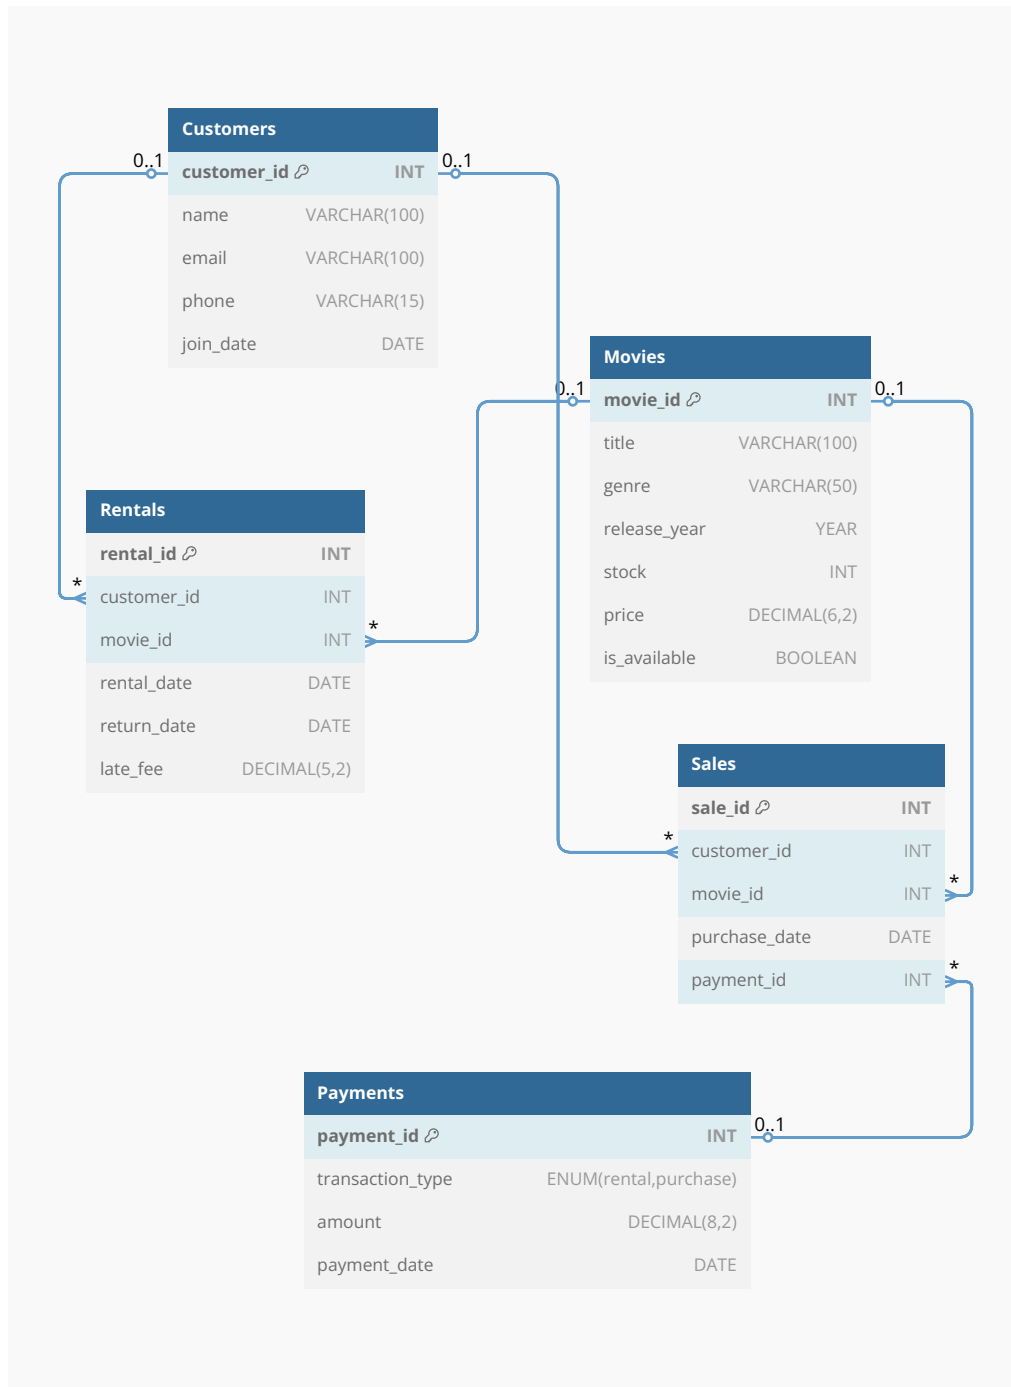 Customers
0..1
0..1
customer_id INT
name VARCHAR(100)
email VARCHAR(100)
phone VARCHAR(15)
join_date DATE
Movies
0..1
0..1
movie_id INT
title VARCHAR(100)
genre VARCHAR(50)
release_year YEAR
stock INT
price DECIMAL(6,2)
is_available BOOLEAN
Rentals
rental_id INT
*
customer_id INT
*
movie_id INT
rental_date DATE
return_date DATE
late_fee DECIMAL(5,2)
Sales
sale_id INT
*
customer_id INT
*
movie_id INT
purchase_date DATE
*
payment_id INT
Payments
0..1
payment_id INT
transaction_type ENUM(rental,purchase)
amount DECIMAL(8,2)
payment_date DATE